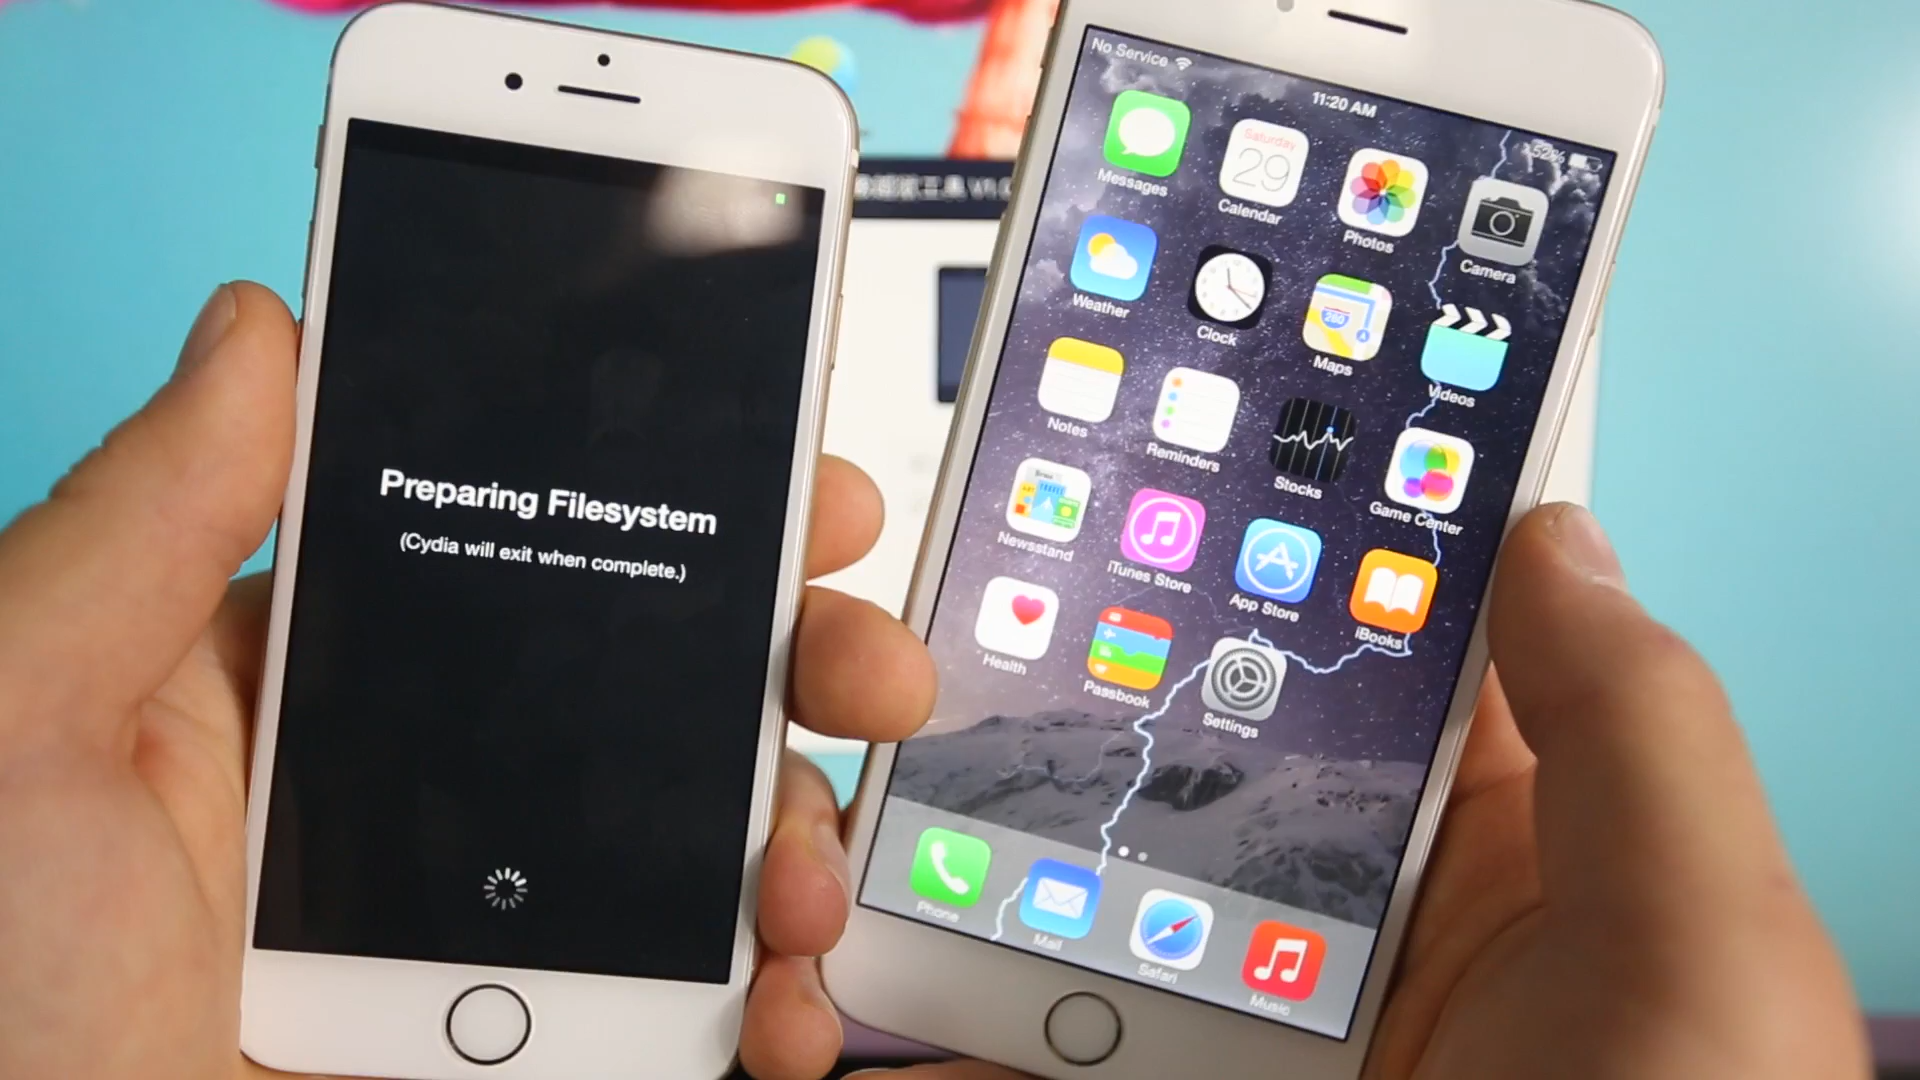 Preparing Filesystem
(Cydia will exit when complete.)
No Service
11:20 AM
52%
Messages
Saturday
29
Calendar
Photos
Camera
Weather
Clock
280
Maps
Videos
Notes
Reminders
Stocks
Game Center
Newsstand
iTunes Store
App Store
iBooks
Health
Passbook
Settings
Phone
Mail
Safari
Music